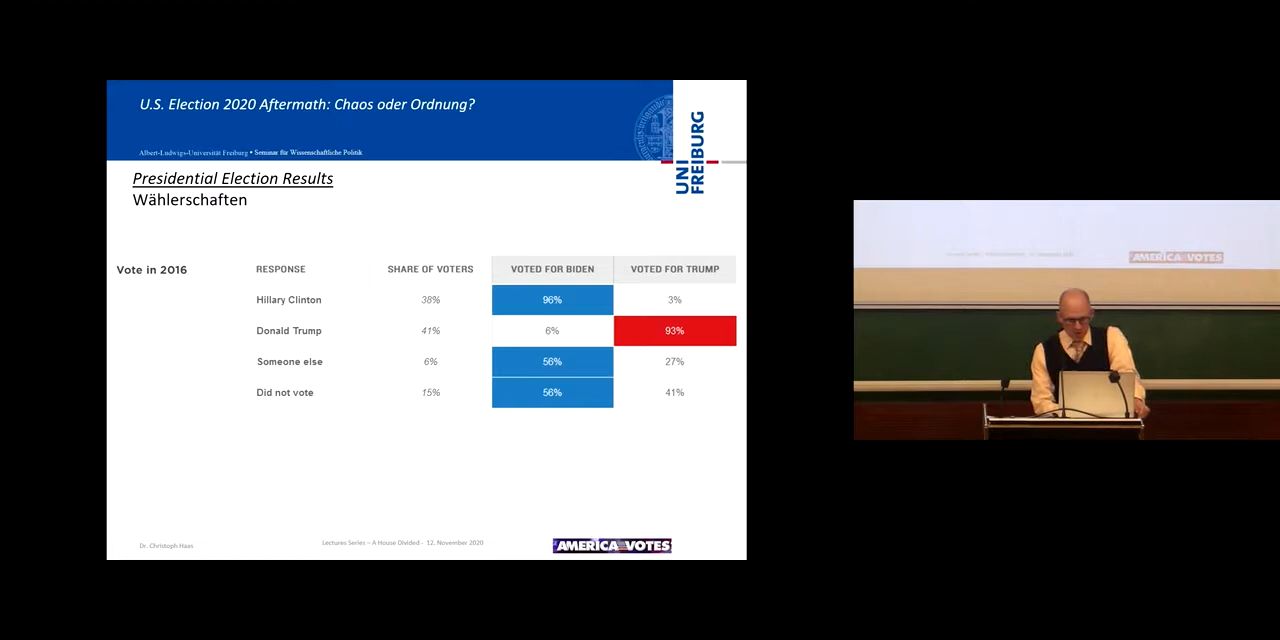 U.S. Election 2020 Aftermath: Chaos oder Ordnung?
Albert-Ludwigs-Universität Freiburg • Seminar für Wissenschaftliche Politik
UNI
FREIBURG
Presidential Election Results
Wählerschaften
Vote in 2016 RESPONSE SHARE OF VOTERS VOTED FOR BIDEN VOTED FOR TRUMP
Hillary Clinton 38% 96% 3%
Donald Trump 41% 6% 93%
Someone else 6% 56% 27%
Did not vote 15% 56% 41%
Dr. Christoph Haas
Lectures Series – A House Divided - 12. November 2020
AMERICA VOTES
AMERICA VOTES